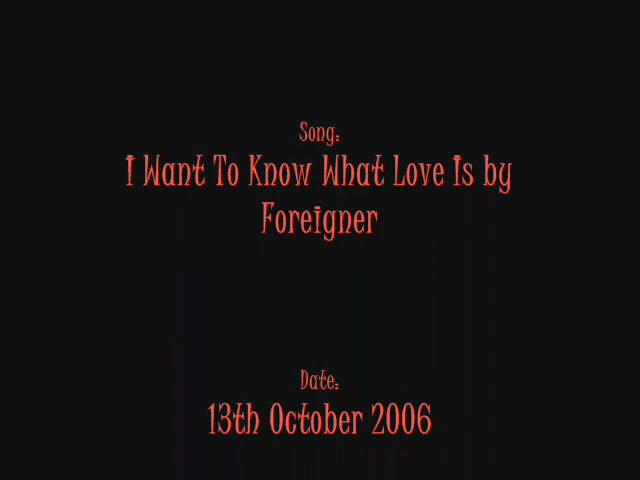 Song:
I Want To Know What Love Is by
Foreigner
Date:
13th October 2006